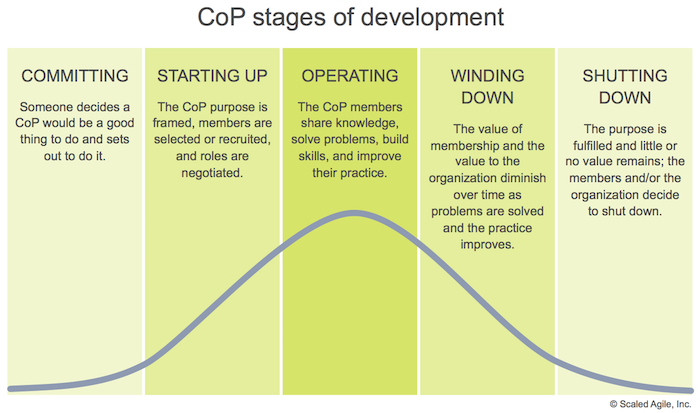 CoP stages of development
COMMITTING
Someone decides a
CoP would be a good
thing to do and sets
out to do it.
STARTING UP
The CoP purpose is
framed, members are
selected or recruited,
and roles are
negotiated.
OPERATING
The CoP members
share knowledge,
solve problems, build
skills, and improve
their practice.
WINDING
DOWN
The value of
membership and the
value to the
organization diminish
over time as
problems are solved
and the practice
improves.
SHUTTING
DOWN
The purpose is
fulfilled and little or
no value remains; the
members and/or the
organization decide
to shut down.
© Scaled Agile, Inc.